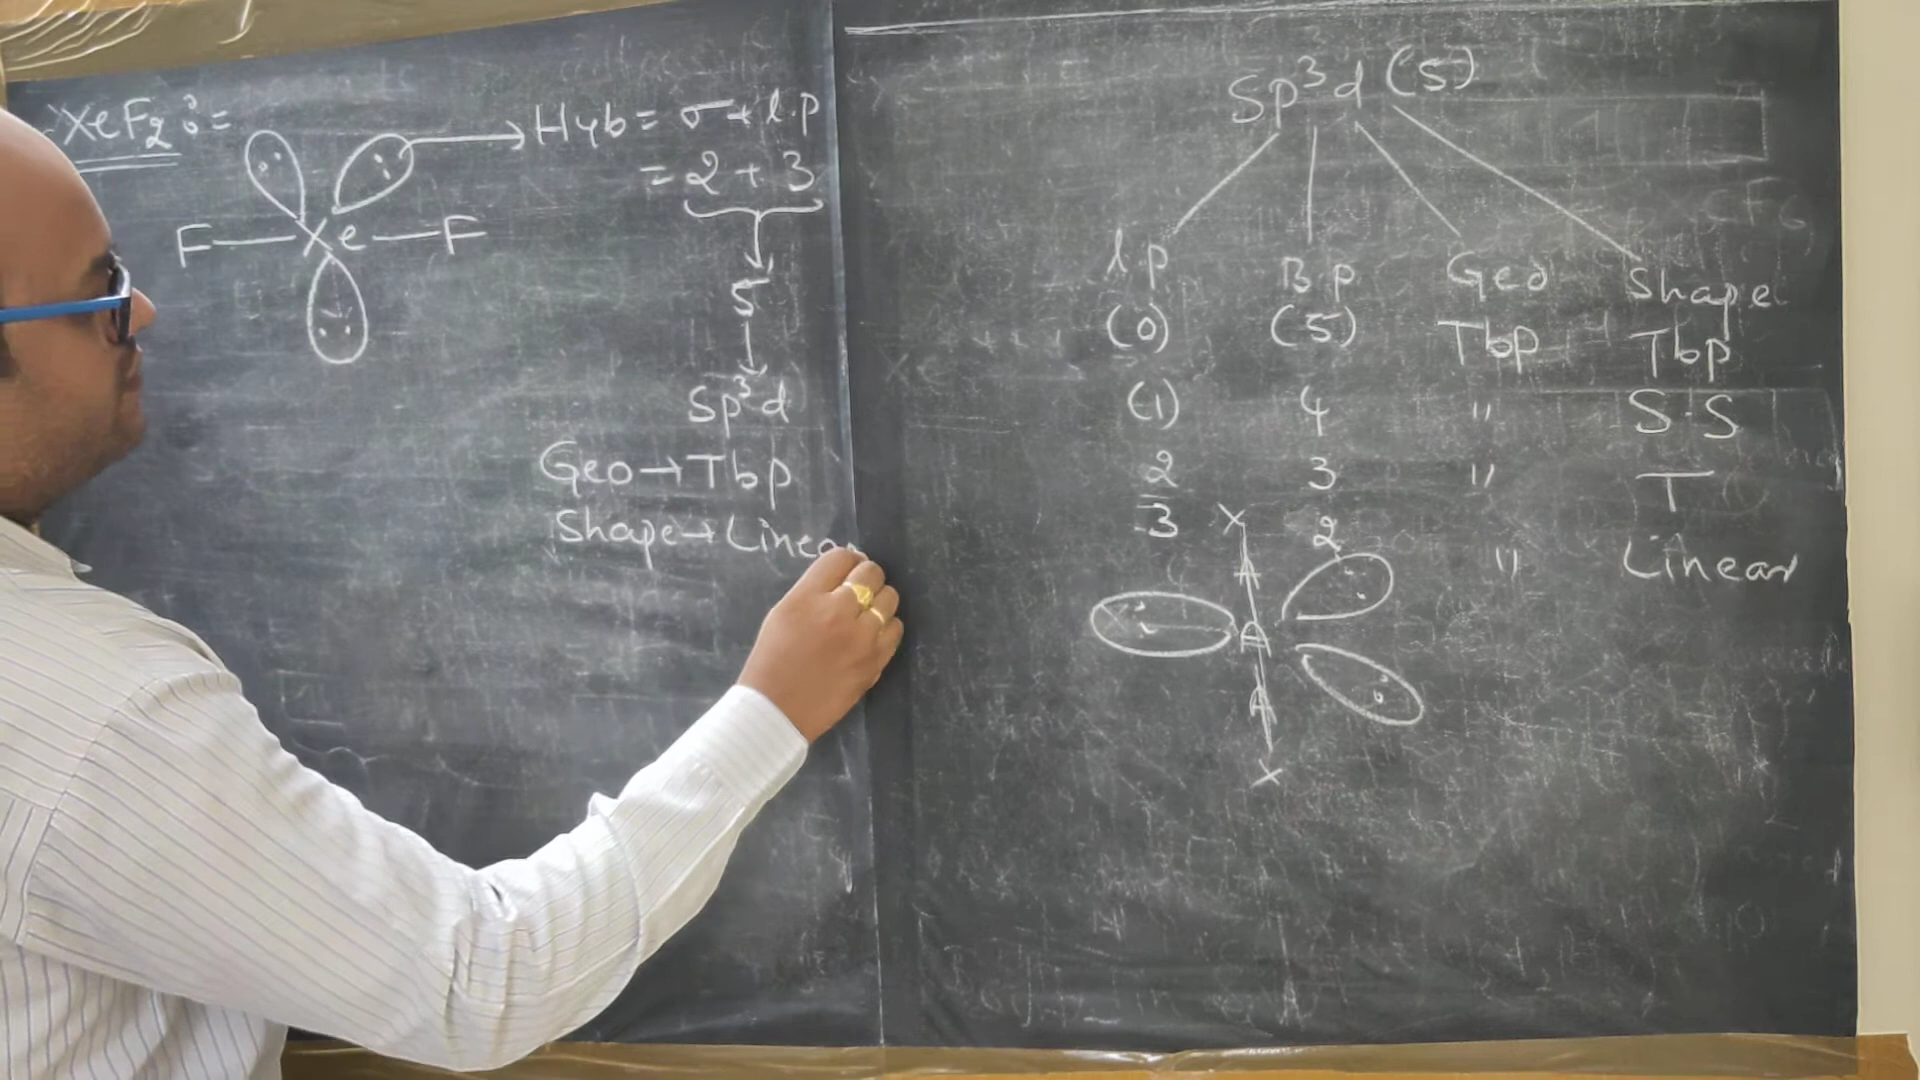 XeF2 :=
F—Xe—F
Hyb = σ + l.p
= 2 + 3
5
Sp³d
Geo → Tbp
Shape → Linear
Sp³d (5)
l.p B.p Geo Shape
(0) (5) Tbp Tbp
(1) 4 " S.S
2 3 " T
3 2 " Linear
X
A
A
A
X